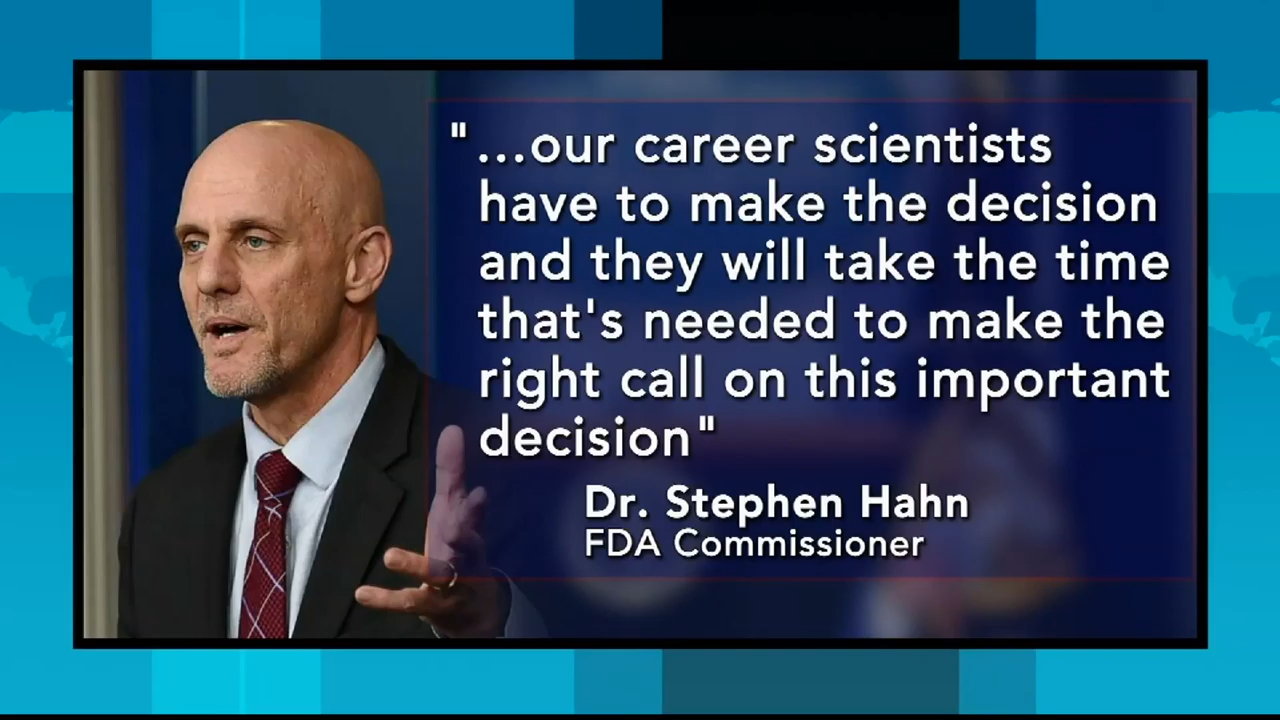 "...our career scientists
have to make the decision
and they will take the time
that's needed to make the
right call on this important
decision"
Dr. Stephen Hahn
FDA Commissioner